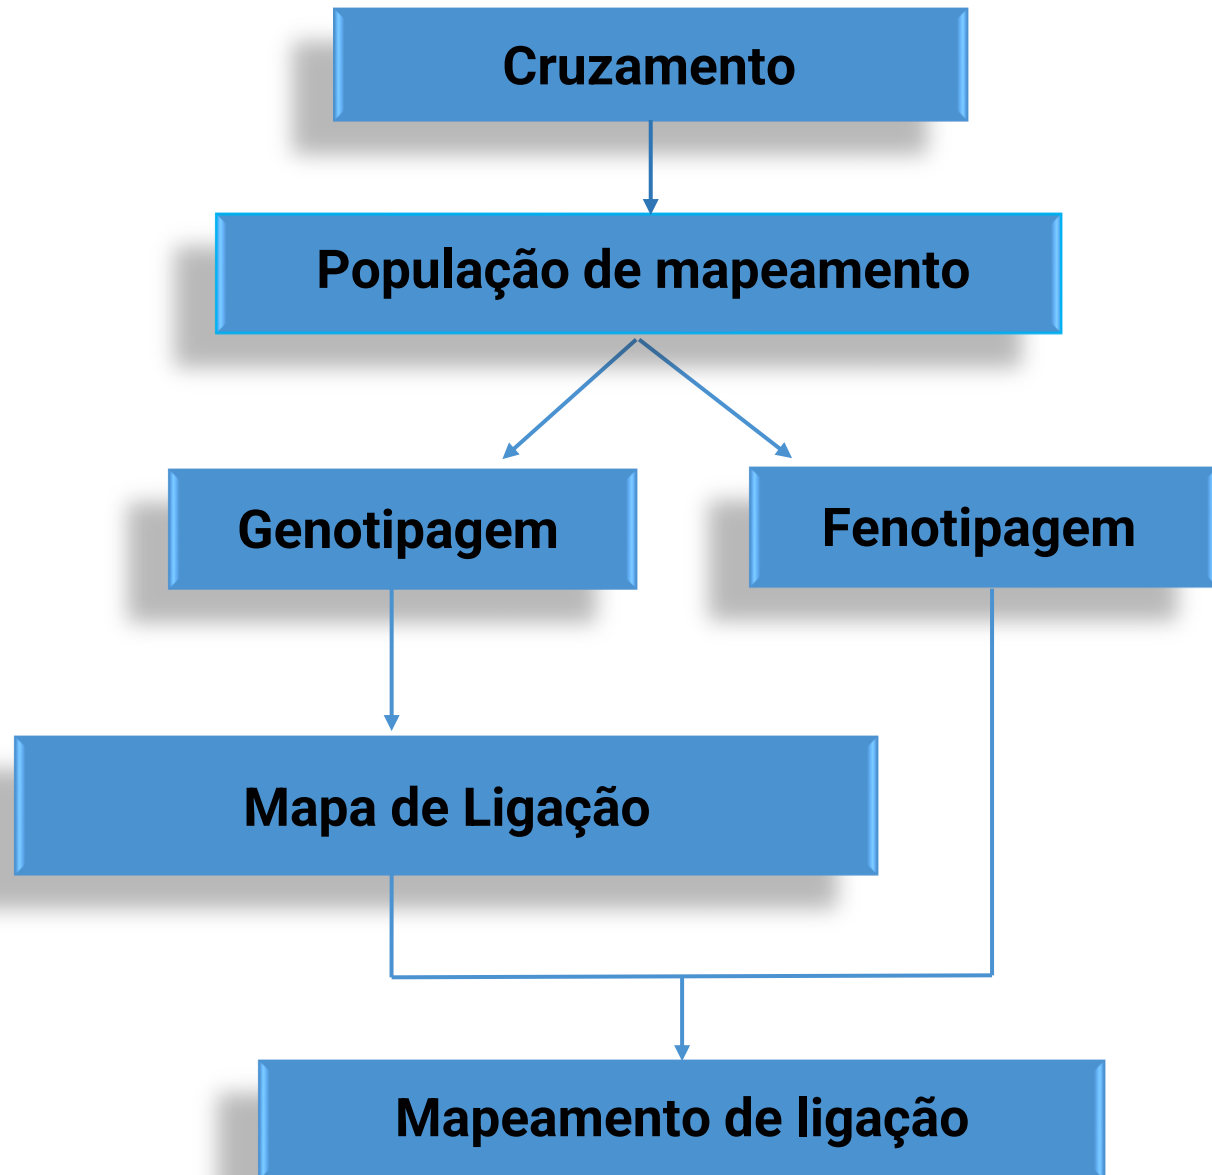 Cruzamento
População de mapeamento
Genotipagem
Fenotipagem
Mapa de Ligação
Mapeamento de ligação